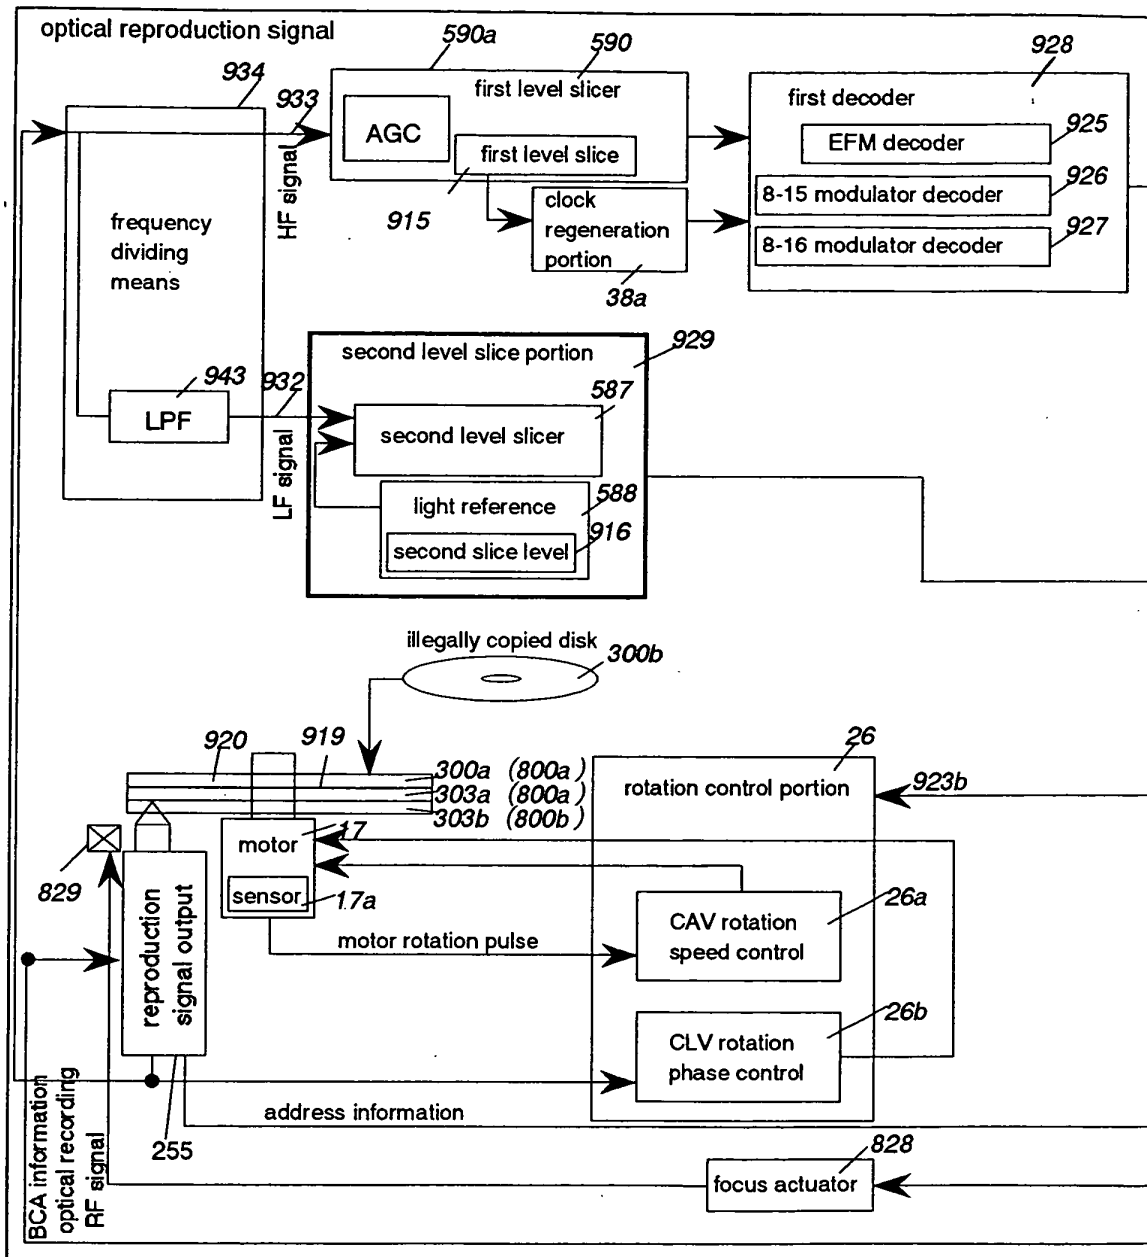 optical reproduction signal
590a
590
928
934
933
first level slicer
first decoder
AGC
925
EFM decoder
first level slice
HF signal
926
8-15 modulator decoder
915
clock
regeneration
portion
927
8-16 modulator decoder
frequency
dividing
means
38a
second level slice portion
929
943
932
587
LPF
second level slicer
LF signal
588
light reference
916
second slice level
illegally copied disk
300b
920
919
26
300a (800a)
303a (800a)
303b (800b)
rotation control portion
923b
17
motor
829
sensor
17a
26a
CAV rotation
speed control
motor rotation pulse
reproduction
signal output
26b
CLV rotation
phase control
address information
255
BCA information
optical recording
RF signal
828
focus actuator